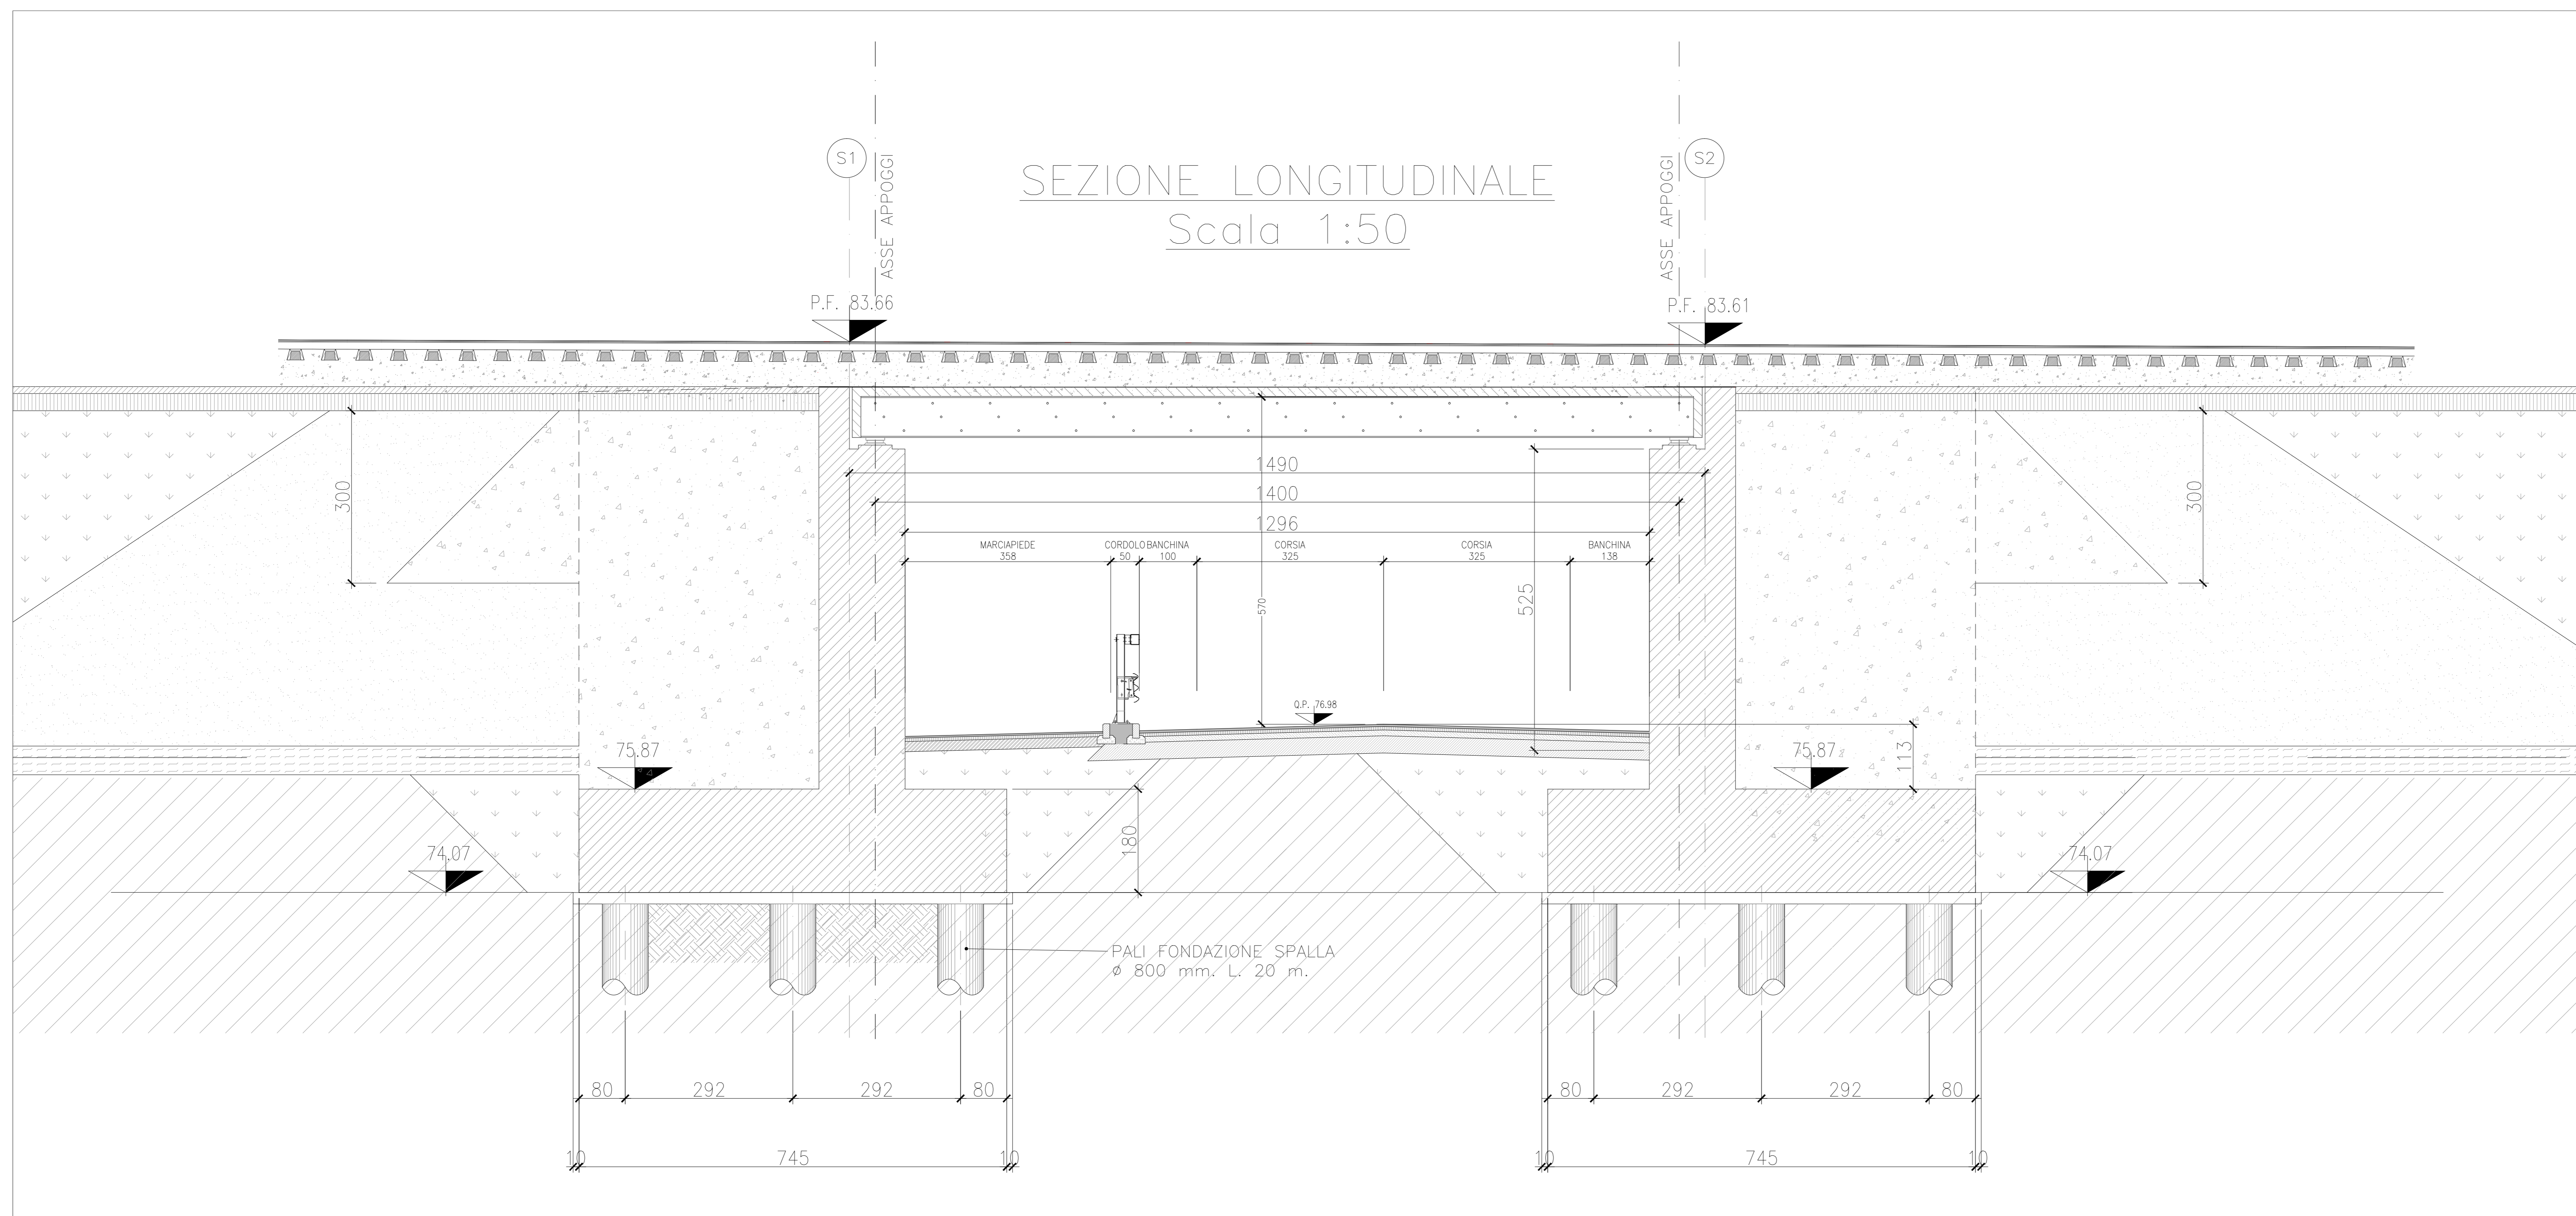 S1
S2
ASSE APPOGGI
ASSE APPOGGI
SEZIONE LONGITUDINALE
Scala 1:50
P.F. 83.66
P.F. 83.61
1490
1400
1296
MARCIAPIEDE
358
CORDOLO
50
BANCHINA
100
CORSIA
325
CORSIA
325
BANCHINA
138
300
300
570
525
Q.P. 76.98
75.87
75.87
113
180
74.07
74.07
PALI FONDAZIONE SPALLA
ø 800 mm. L. 20 m.
80
292
292
80
80
292
292
80
10
745
10
10
745
10